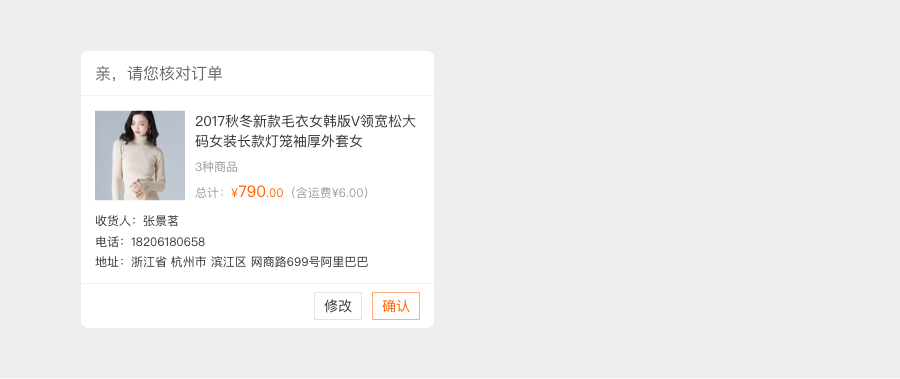 亲，请您核对订单
2017秋冬新款毛衣女韩版V领宽松大
码女装长款灯笼袖厚外套女
3种商品
总计：¥790.00（含运费¥6.00）
收货人：张景茗
电话：18206180658
地址：浙江省 杭州市 滨江区 网商路699号阿里巴巴
修改 确认